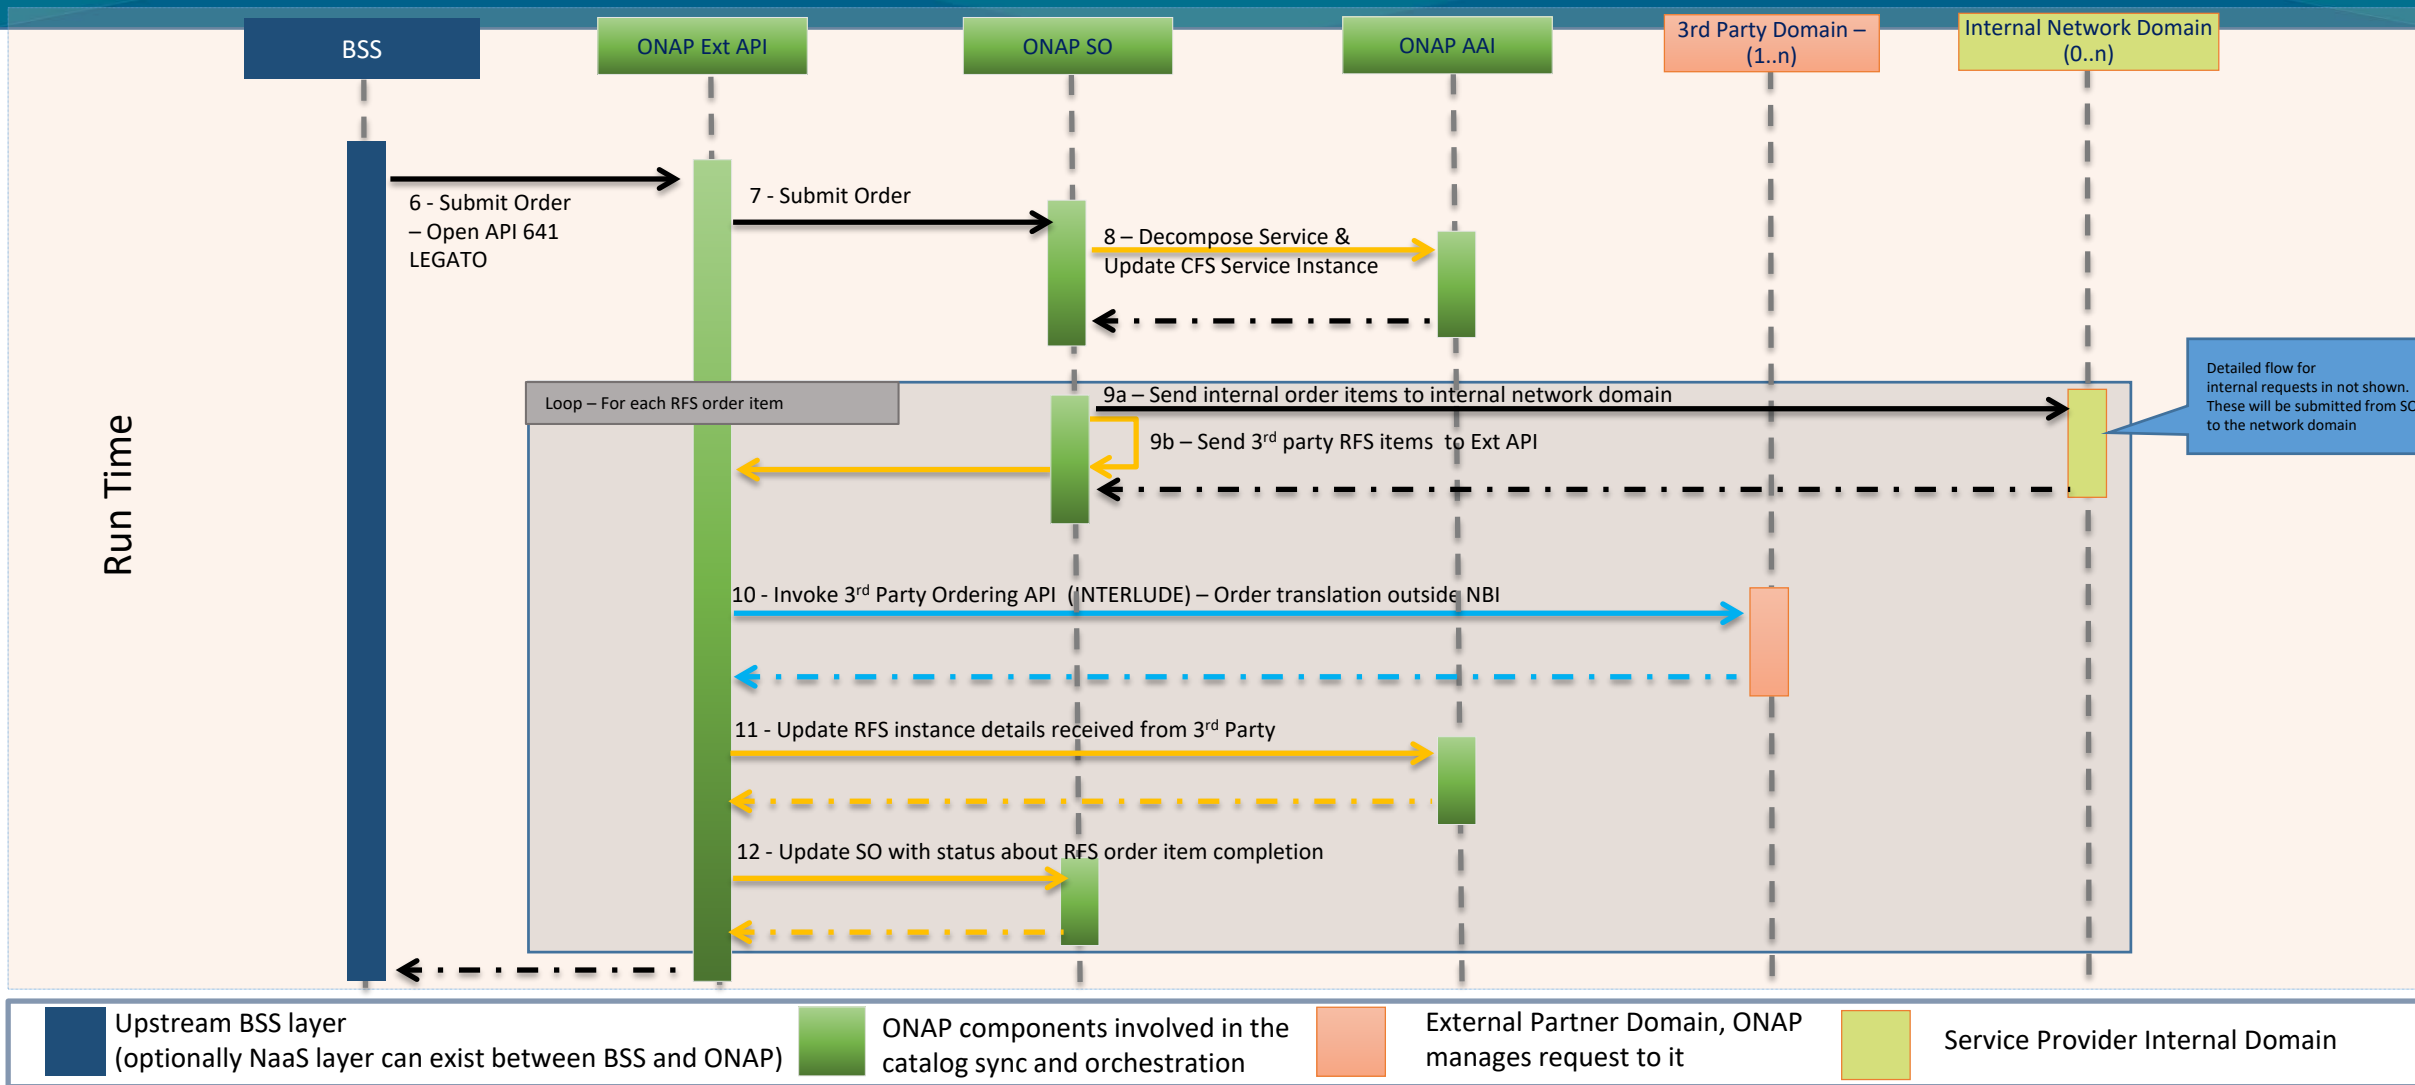 BSS
ONAP Ext API
ONAP SO
ONAP AAI
3rd Party Domain –
(1..n)
Internal Network Domain
(0..n)
6 - Submit Order
– Open API 641
LEGATO
7 - Submit Order
8 – Decompose Service &
Update CFS Service Instance
Run Time
Loop – For each RFS order item
9a – Send internal order items to internal network domain
9b – Send 3rd party RFS items to Ext API
Detailed flow for
internal requests in not shown.
These will be submitted from SO
to the network domain
10 - Invoke 3rd Party Ordering API (INTERLUDE) – Order translation outside NBI
11 - Update RFS instance details received from 3rd Party
12 - Update SO with status about RFS order item completion
Upstream BSS layer
(optionally NaaS layer can exist between BSS and ONAP)
ONAP components involved in the
catalog sync and orchestration
External Partner Domain, ONAP
manages request to it
Service Provider Internal Domain